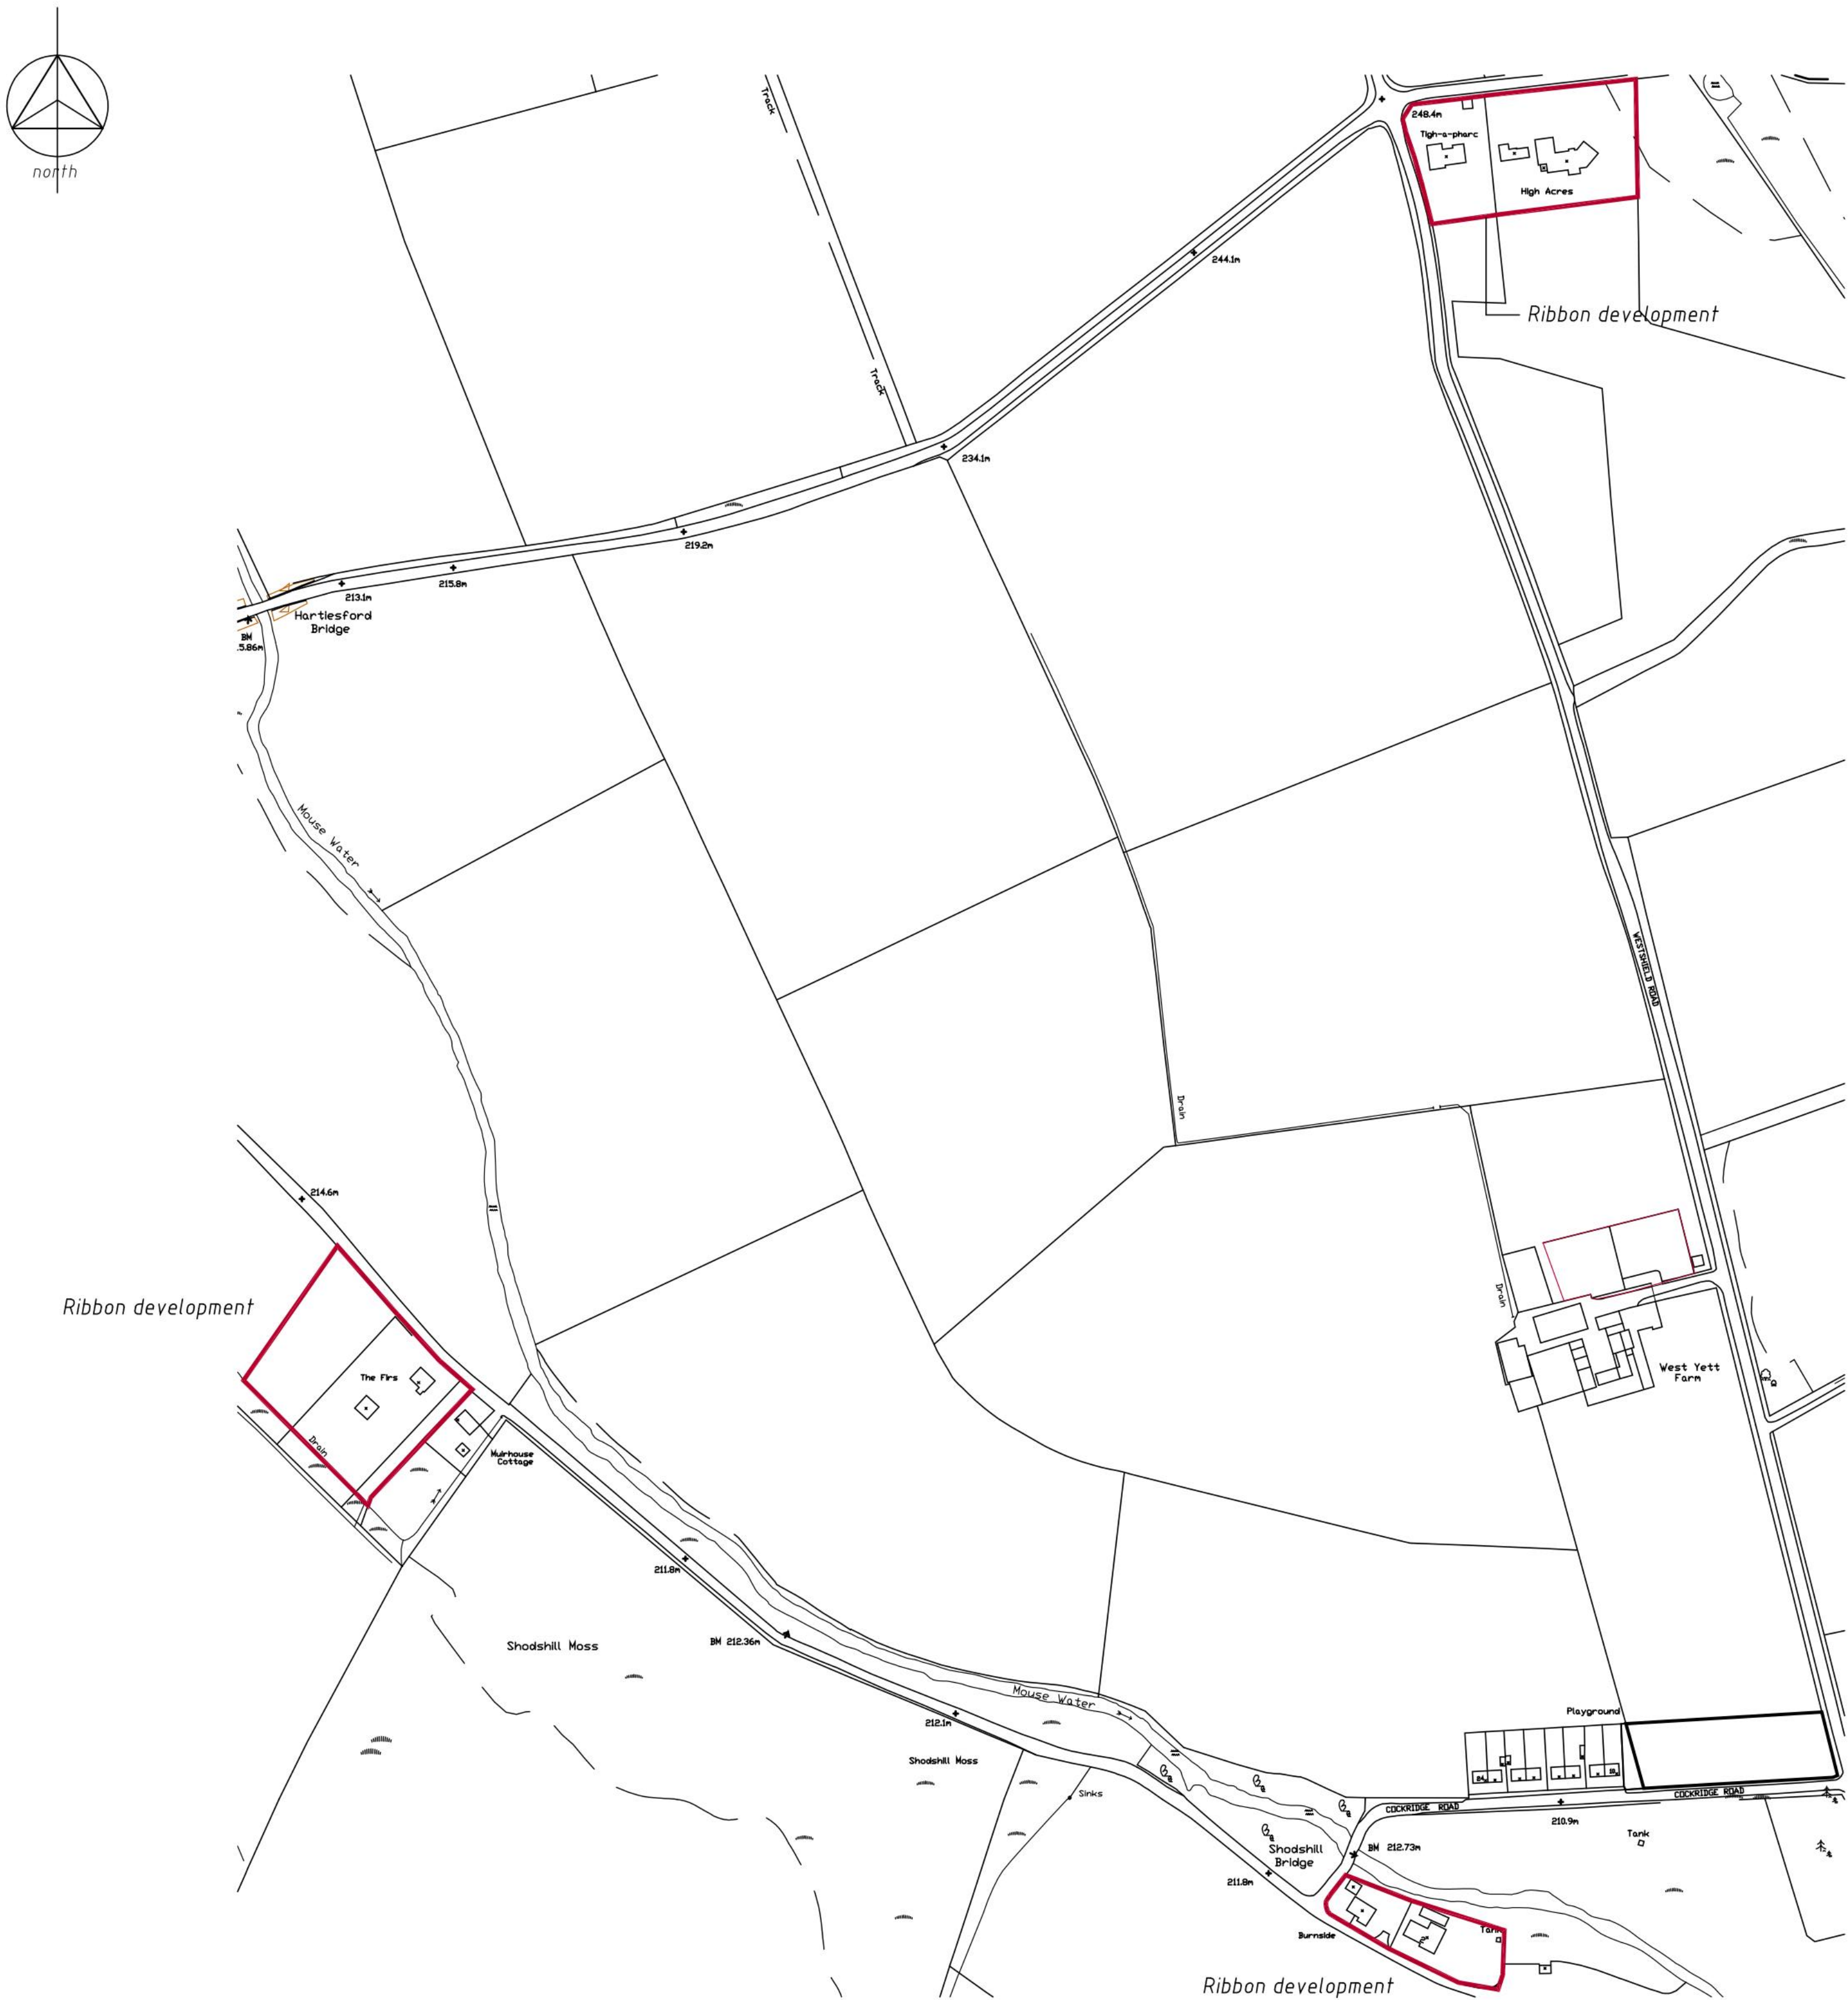 north
Track
248.4m
Tigh-a-pharc
High Acres
244.1m
Ribbon development
Track
234.1m
219.2m
215.8m
213.1m
Hartlesford
Bridge
BM
5.86m
Mouse Water
WESTSHIELD ROAD
Drain
214.6m
Ribbon development
Drain
The Firs
West Yett
Farm
Drain
Muirhouse
Cottage
211.8m
BM 212.36m
Shodshill Moss
Mouse Water
212.1m
Playground
Shodshill Moss
Sinks
COCKRIDGE ROAD
COCKRIDGE ROAD
210.9m
Tank
Shodshill
Bridge
BM 212.73m
211.8m
Burnside
Tank
Ribbon development